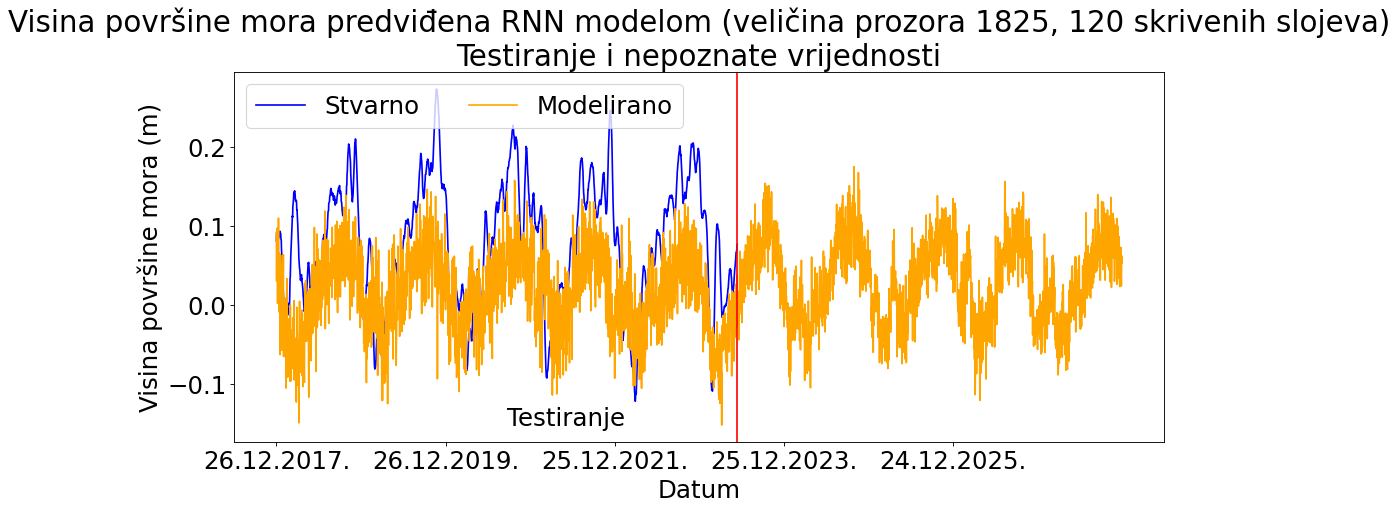 Visina površine mora predviđena RNN modelom (veličina prozora 1825, 120 skrivenih slojeva)
Testiranje i nepoznate vrijednosti
Stvarno
Modelirano
Visina površine mora (m)
0.2
0.1
0.0
−0.1
Testiranje
26.12.2017.
26.12.2019.
25.12.2021.
25.12.2023.
24.12.2025.
Datum